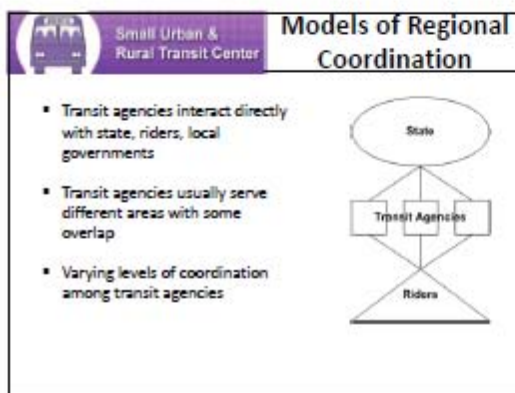 Small Urban &
Rural Transit Center
Models of Regional
Coordination
▪ Transit agencies interact directly
with state, riders, local
governments
▪ Transit agencies usually serve
different areas with some
overlap
▪ Varying levels of coordination
among transit agencies
State
Transit Agencies
Riders